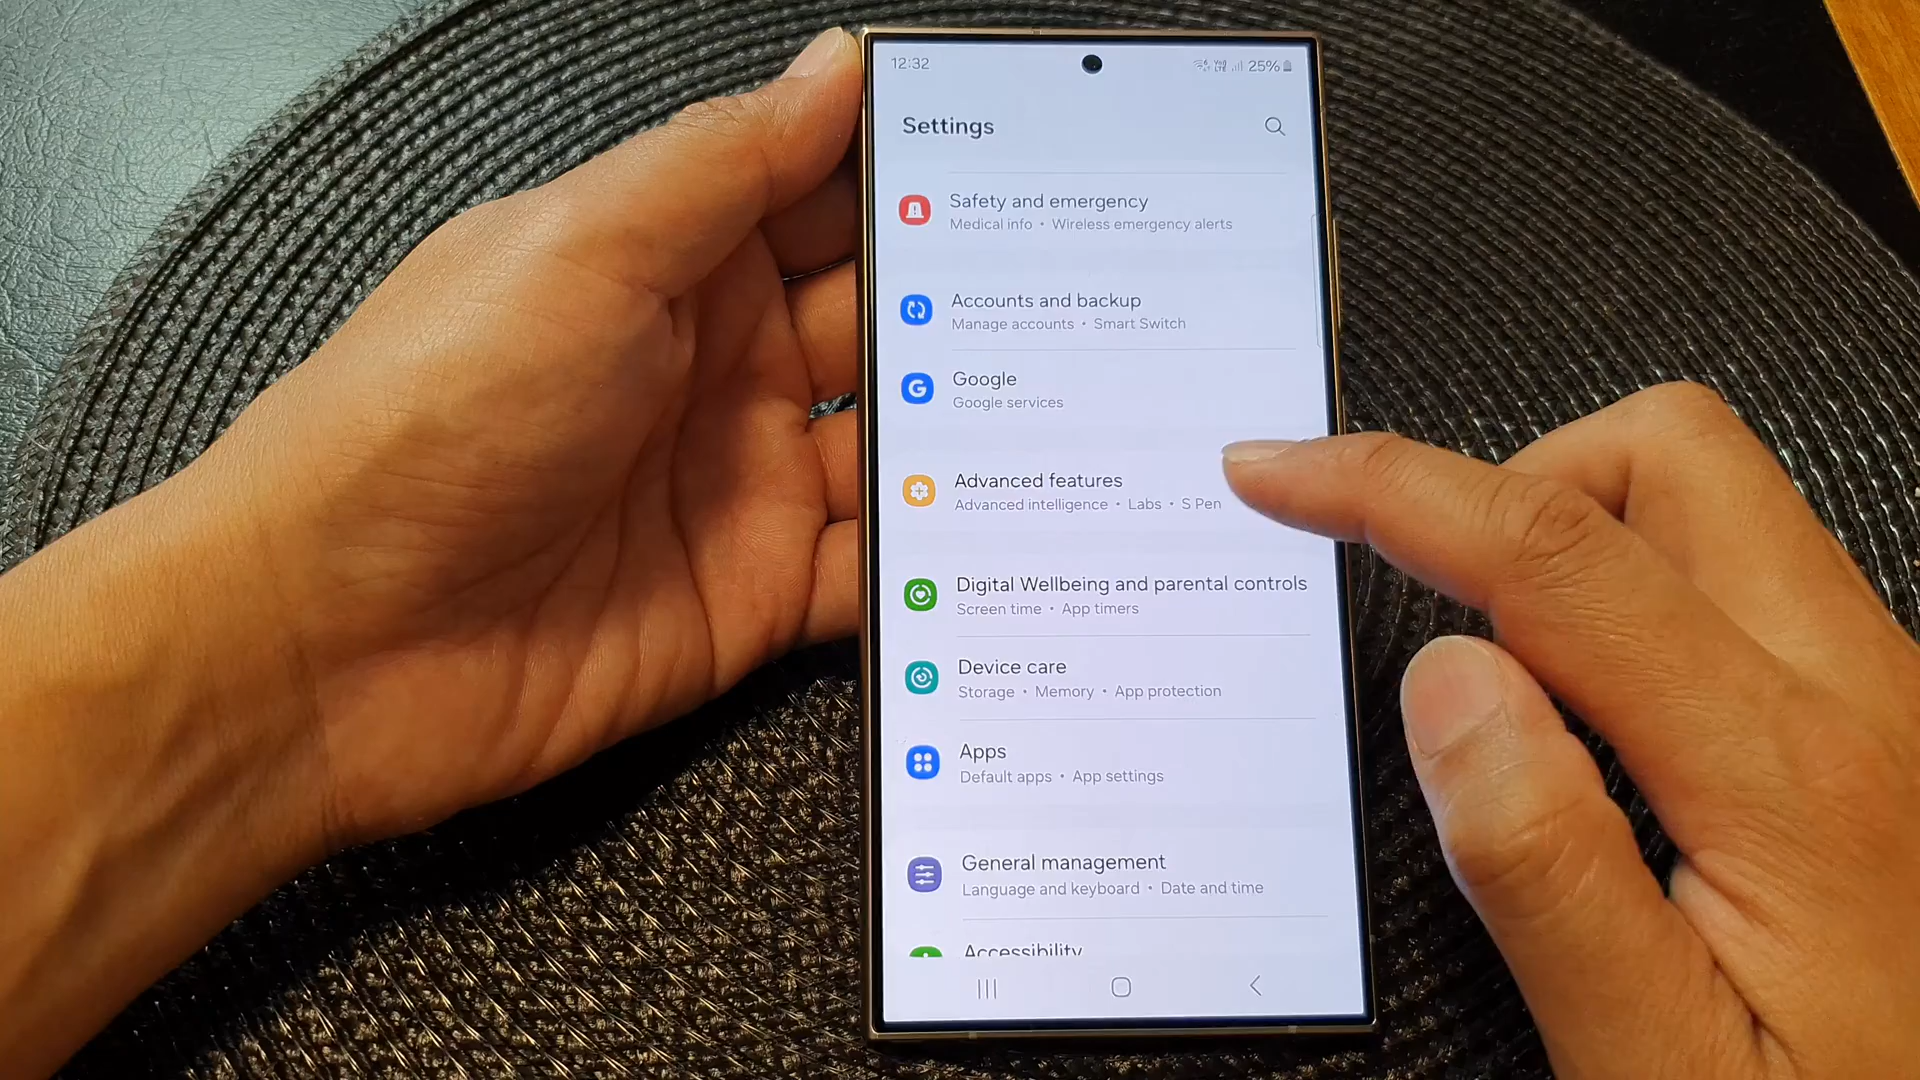 12:32
25%
Settings
Safety and emergency
Medical info • Wireless emergency alerts
Accounts and backup
Manage accounts • Smart Switch
Google
Google services
Advanced features
Advanced intelligence • Labs • S Pen
Digital Wellbeing and parental controls
Screen time • App timers
Device care
Storage • Memory • App protection
Apps
Default apps • App settings
General management
Language and keyboard • Date and time
Accessibility